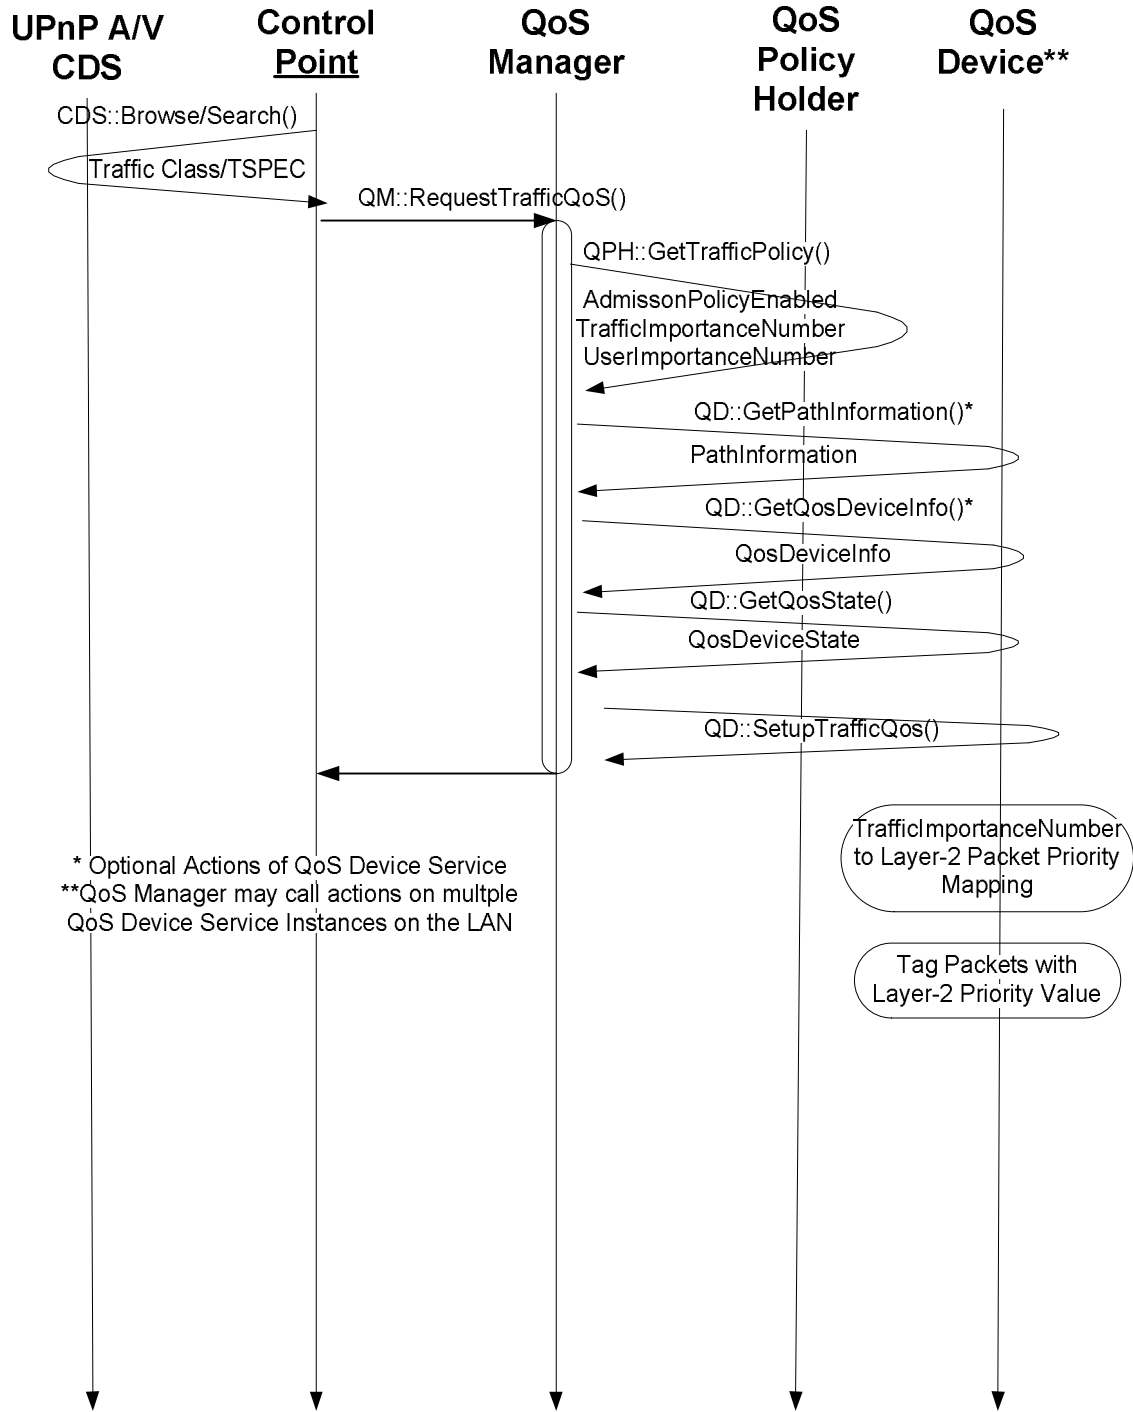 UPnP A/V
CDS
Control
Point
QoS
Manager
QoS
Policy
Holder
QoS
Device**
CDS::Browse/Search()
Traffic Class/TSPEC
QM::RequestTrafficQoS()
QPH::GetTrafficPolicy()
AdmissonPolicyEnabled
TrafficImportanceNumber
UserImportanceNumber
QD::GetPathInformation()*
PathInformation
QD::GetQosDeviceInfo()*
QosDeviceInfo
QD::GetQosState()
QosDeviceState
QD::SetupTrafficQos()
TrafficImportanceNumber
to Layer-2 Packet Priority
Mapping
* Optional Actions of QoS Device Service
**QoS Manager may call actions on multple
QoS Device Service Instances on the LAN
Tag Packets with
Layer-2 Priority Value